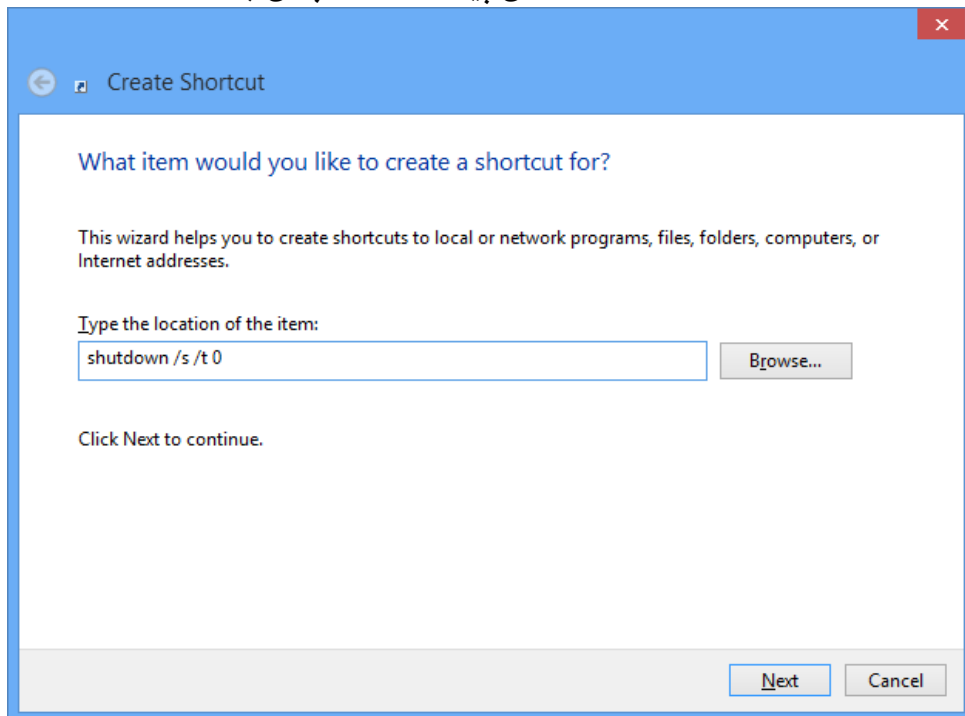 Create Shortcut
What item would you like to create a shortcut for?
This wizard helps you to create shortcuts to local or network programs, files, folders, computers, or
Internet addresses.
Type the location of the item:
shutdown /s /t 0
Browse...
Click Next to continue.
Next
Cancel